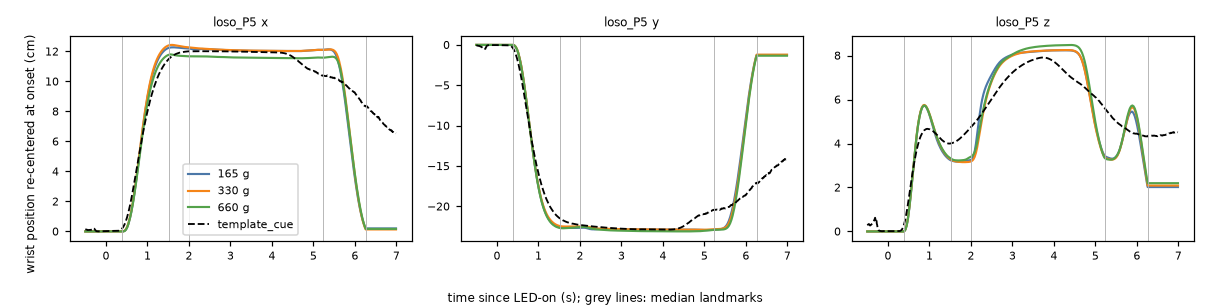 loso_P5 x
loso_P5 y
loso_P5 z
wrist position re-centered at onset (cm)
12
10
8
6
4
2
0
0
−5
−10
−15
−20
8
6
4
2
0
165 g
330 g
660 g
template_cue
0 1 2 3 4 5 6 7
0 1 2 3 4 5 6 7
0 1 2 3 4 5 6 7
time since LED-on (s); grey lines: median landmarks